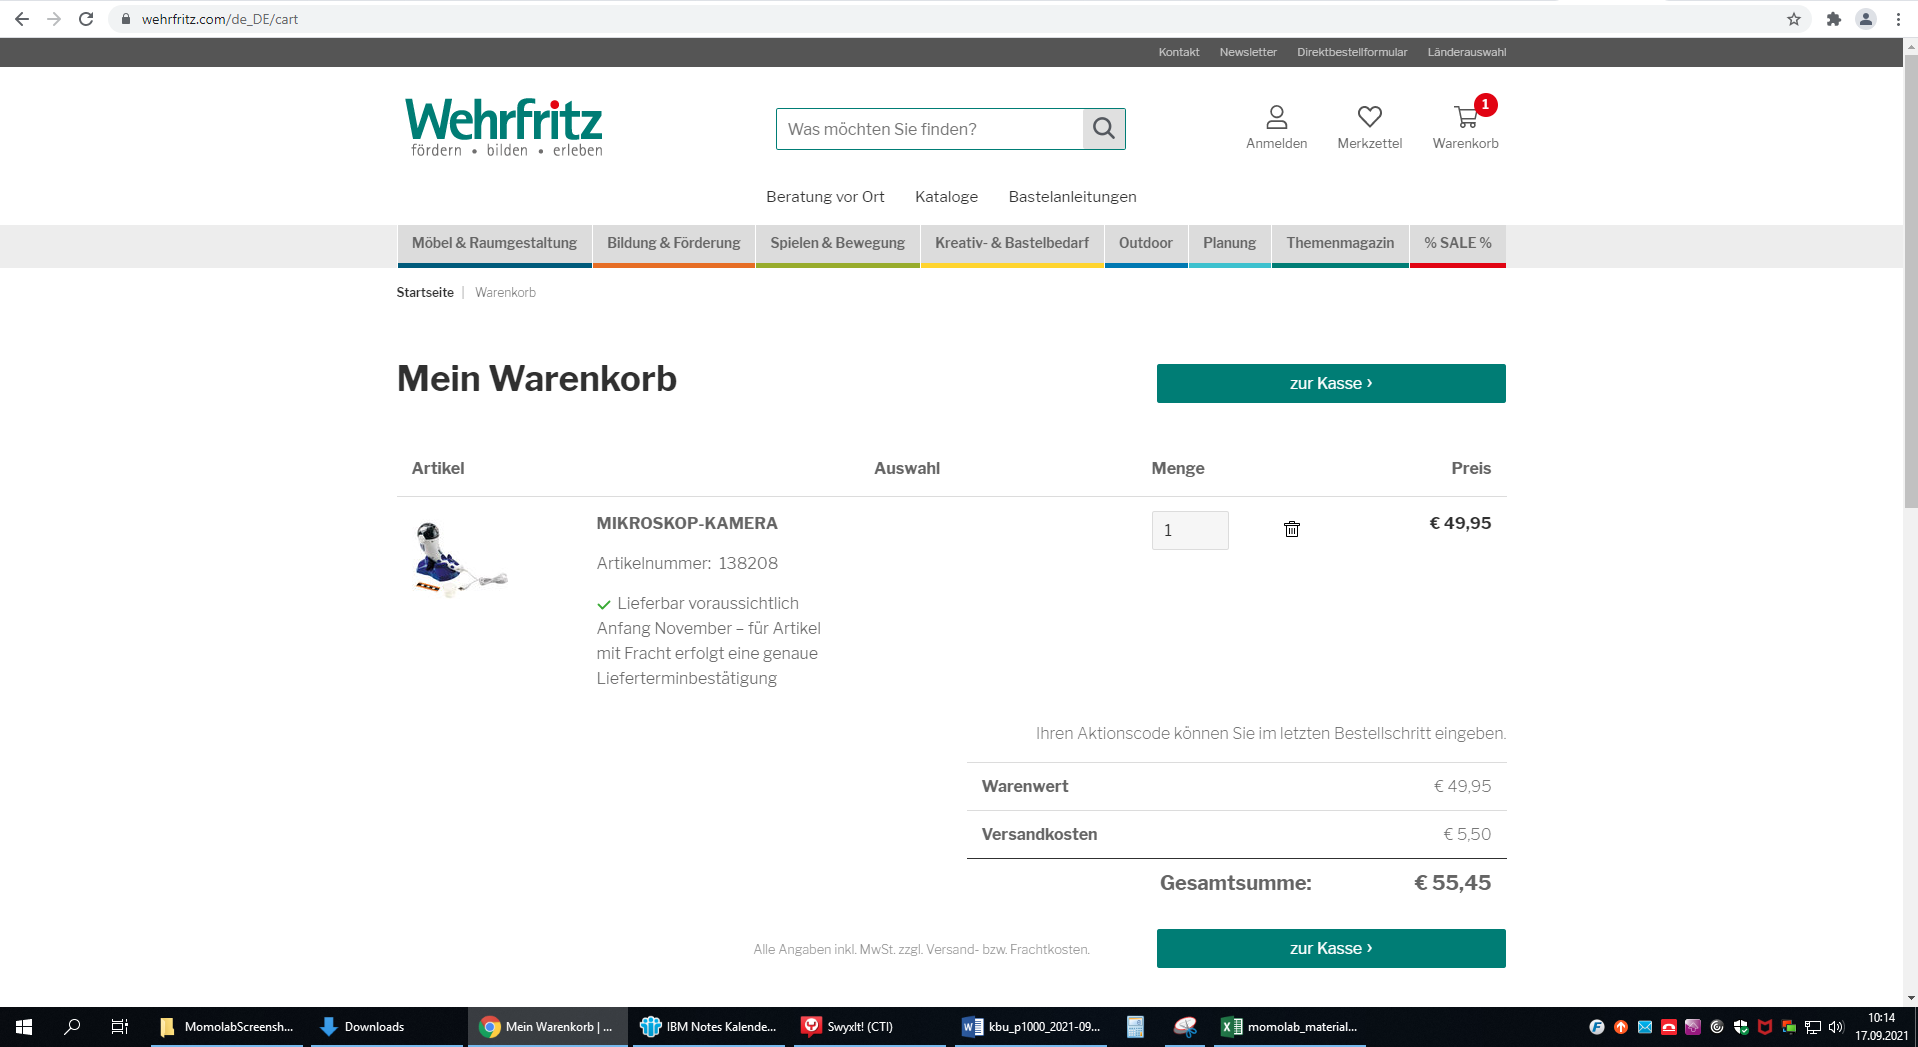 wehrfritz.com/de_DE/cart
Kontakt Newsletter Direktbestellformular Länderauswahl
Wehrfritz
fördern • bilden • erleben
Was möchten Sie finden?
Anmelden Merkzettel 1 Warenkorb
Beratung vor Ort Kataloge Bastelanleitungen
Möbel & Raumgestaltung Bildung & Förderung Spielen & Bewegung Kreativ- & Bastelbedarf Outdoor Planung Themenmagazin % SALE %
Startseite | Warenkorb
Mein Warenkorb
zur Kasse ›
Artikel Auswahl Menge Preis
MIKROSKOP-KAMERA 1 € 49,95
Artikelnummer: 138208
Lieferbar voraussichtlich
Anfang November – für Artikel
mit Fracht erfolgt eine genaue
Lieferterminbestätigung
Ihren Aktionscode können Sie im letzten Bestellschritt eingeben.
Warenwert € 49,95
Versandkosten € 5,50
Gesamtsumme: € 55,45
Alle Angaben inkl. MwSt. zzgl. Versand- bzw. Frachtkosten.
zur Kasse ›
MomolabScreensh... Downloads Mein Warenkorb | ... IBM Notes Kalende... SwyxIt! (CTI) kbu_p1000_2021-09... momolab_material...
10:14
17.09.2021